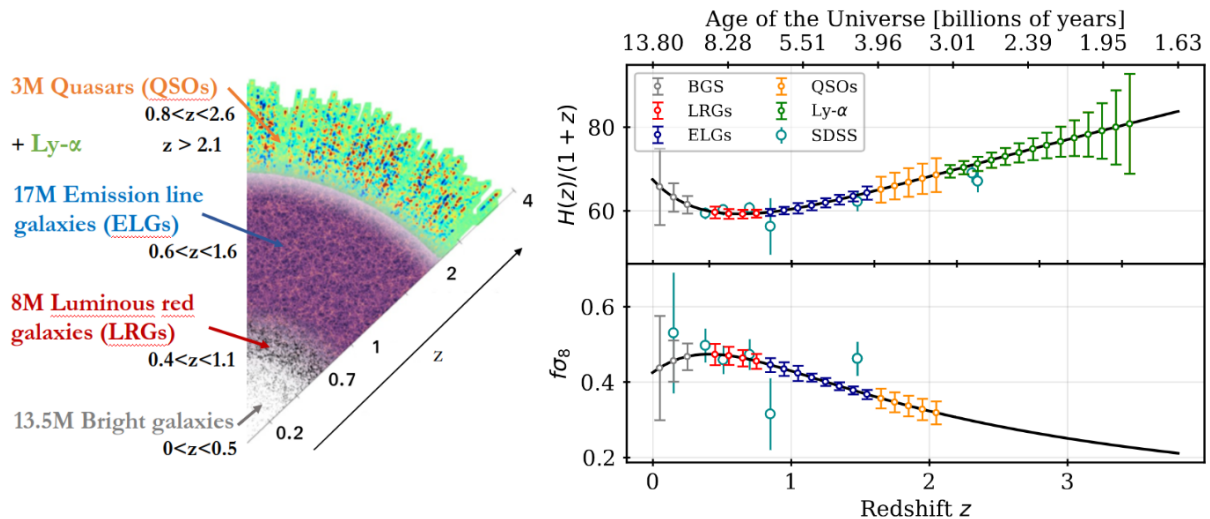 3M Quasars (QSOs)
0.8<z<2.6
+ Ly-α
z > 2.1
17M Emission line
galaxies (ELGs)
0.6<z<1.6
8M Luminous red
galaxies (LRGs)
0.4<z<1.1
13.5M Bright galaxies
0<z<0.5
4
2
1
0.7
0.2
z
Age of the Universe [billions of years]
13.80 8.28 5.51 3.96 3.01 2.39 1.95 1.63
BGS
LRGs
ELGs
QSOs
Ly-α
SDSS
H(z)/(1 + z)
80
60
fσ8
0.6
0.4
0.2
0 1 2 3
Redshift z